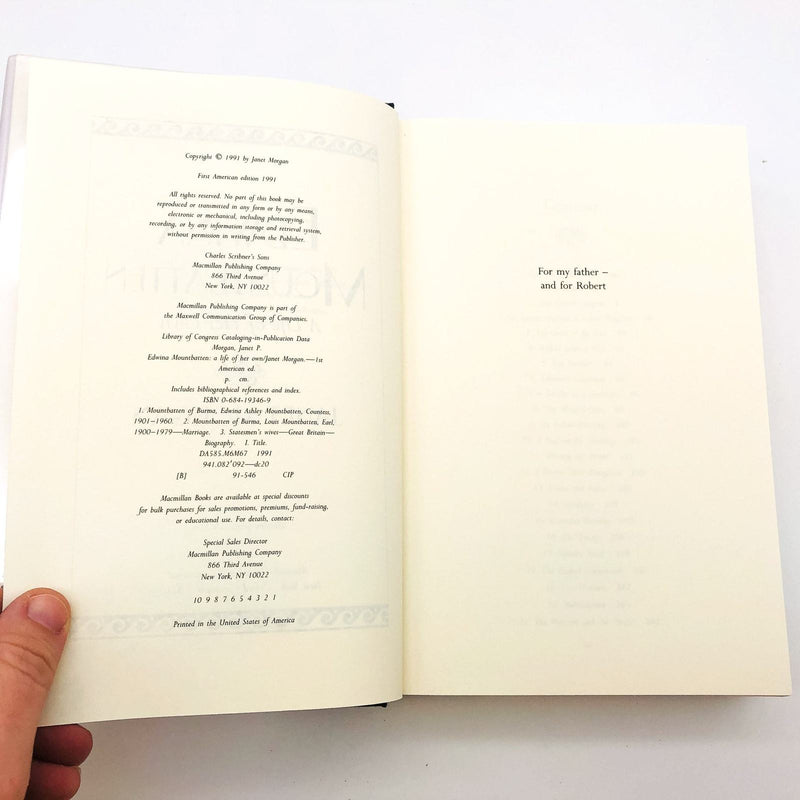 Copyright © 1991 by Janet Morgan
First American edition 1991
All rights reserved. No part of this book may be
reproduced or transmitted in any form or by any means,
electronic or mechanical, including photocopying,
recording, or by any information storage and retrieval system,
without permission in writing from the Publisher.
Charles Scribner's Sons
Macmillan Publishing Company
866 Third Avenue
New York, NY 10022
Macmillan Publishing Company is part of
the Maxwell Communication Group of Companies.
Library of Congress Cataloging-in-Publication Data
Morgan, Janet P.
Edwina Mountbatten: a life of her own/Janet Morgan.—1st
American ed.
p. cm.
Includes bibliographical references and index.
ISBN 0-684-19346-9
1. Mountbatten of Burma, Edwina Ashley Mountbatten, Countess,
1901–1960. 2. Mountbatten of Burma, Louis Mountbatten, Earl,
1900–1979—Marriage. 3. Statesmen's wives—Great Britain—
Biography. I. Title.
DA585.M6M67 1991
941.082′092—dc20
[B] 91-546 CIP
Macmillan Books are available at special discounts
for bulk purchases for sales promotions, premiums, fund-raising,
or educational use. For details, contact:
Special Sales Director
Macmillan Publishing Company
866 Third Avenue
New York, NY 10022
10 9 8 7 6 5 4 3 2 1
Printed in the United States of America
For my father –
and for Robert